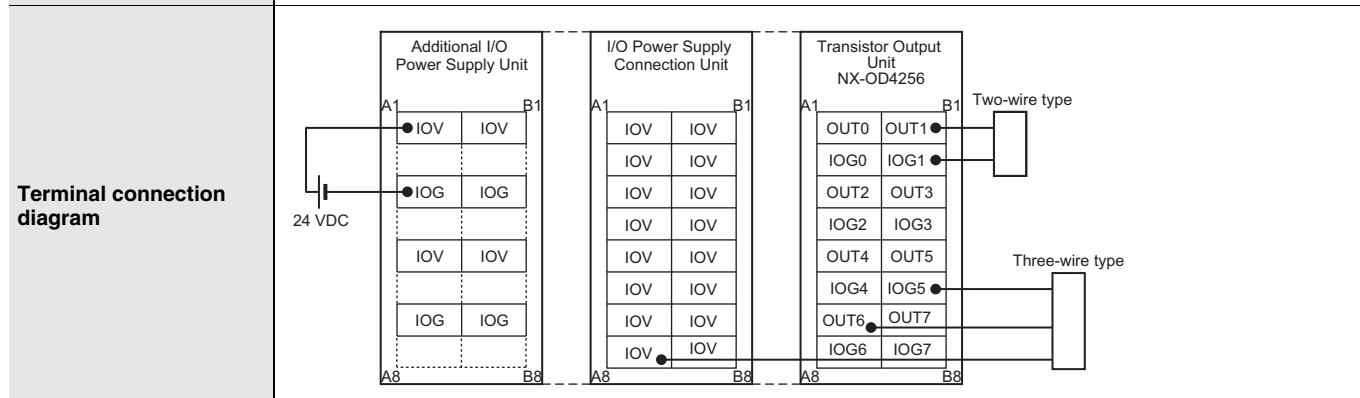 Terminal connection
diagram
24 VDC
Additional I/O
Power Supply Unit
A1 B1
IOV IOV
IOG IOG
IOV IOV
IOG IOG
A8 B8
I/O Power Supply
Connection Unit
A1 B1
IOV IOV
IOV IOV
IOV IOV
IOV IOV
IOV IOV
IOV IOV
IOV IOV
IOV IOV
A8 B8
Transistor Output
Unit
NX-OD4256
A1 B1
OUT0 OUT1
IOG0 IOG1
OUT2 OUT3
IOG2 IOG3
OUT4 OUT5
IOG4 IOG5
OUT6 OUT7
IOG6 IOG7
A8 B8
Two-wire type
Three-wire type